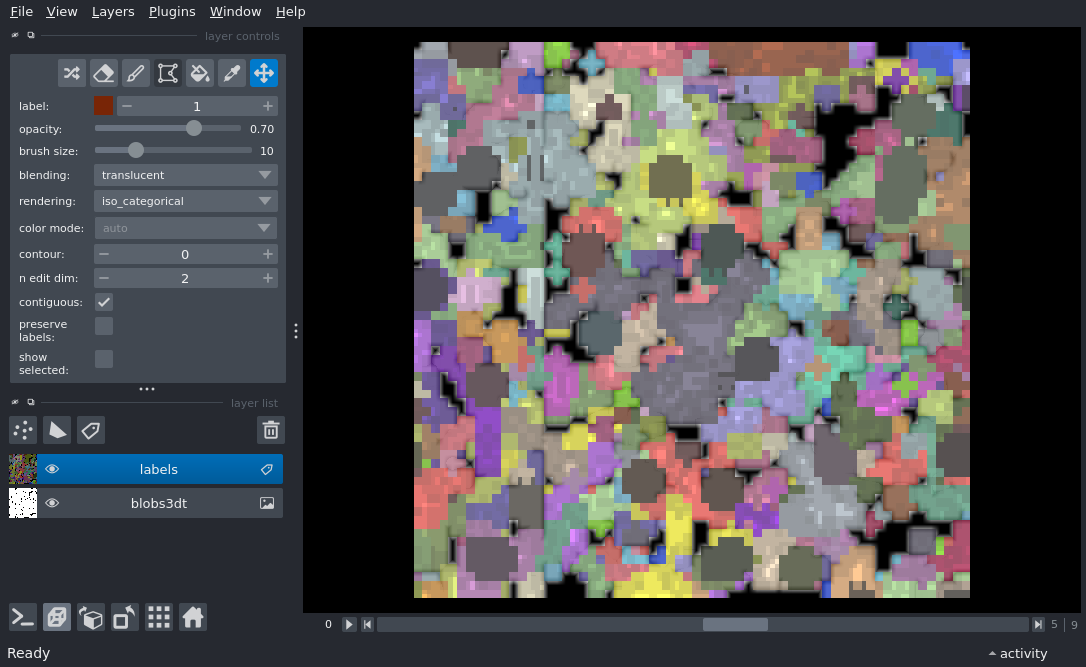 File View Layers Plugins Window Help
layer controls
label: 1
opacity: 0.70
brush size: 10
blending: translucent
rendering: iso_categorical
color mode: auto
contour: 0
n edit dim: 2
contiguous:
preserve
labels:
show
selected:
layer list
labels
blobs3dt
0 5 | 9
Ready activity